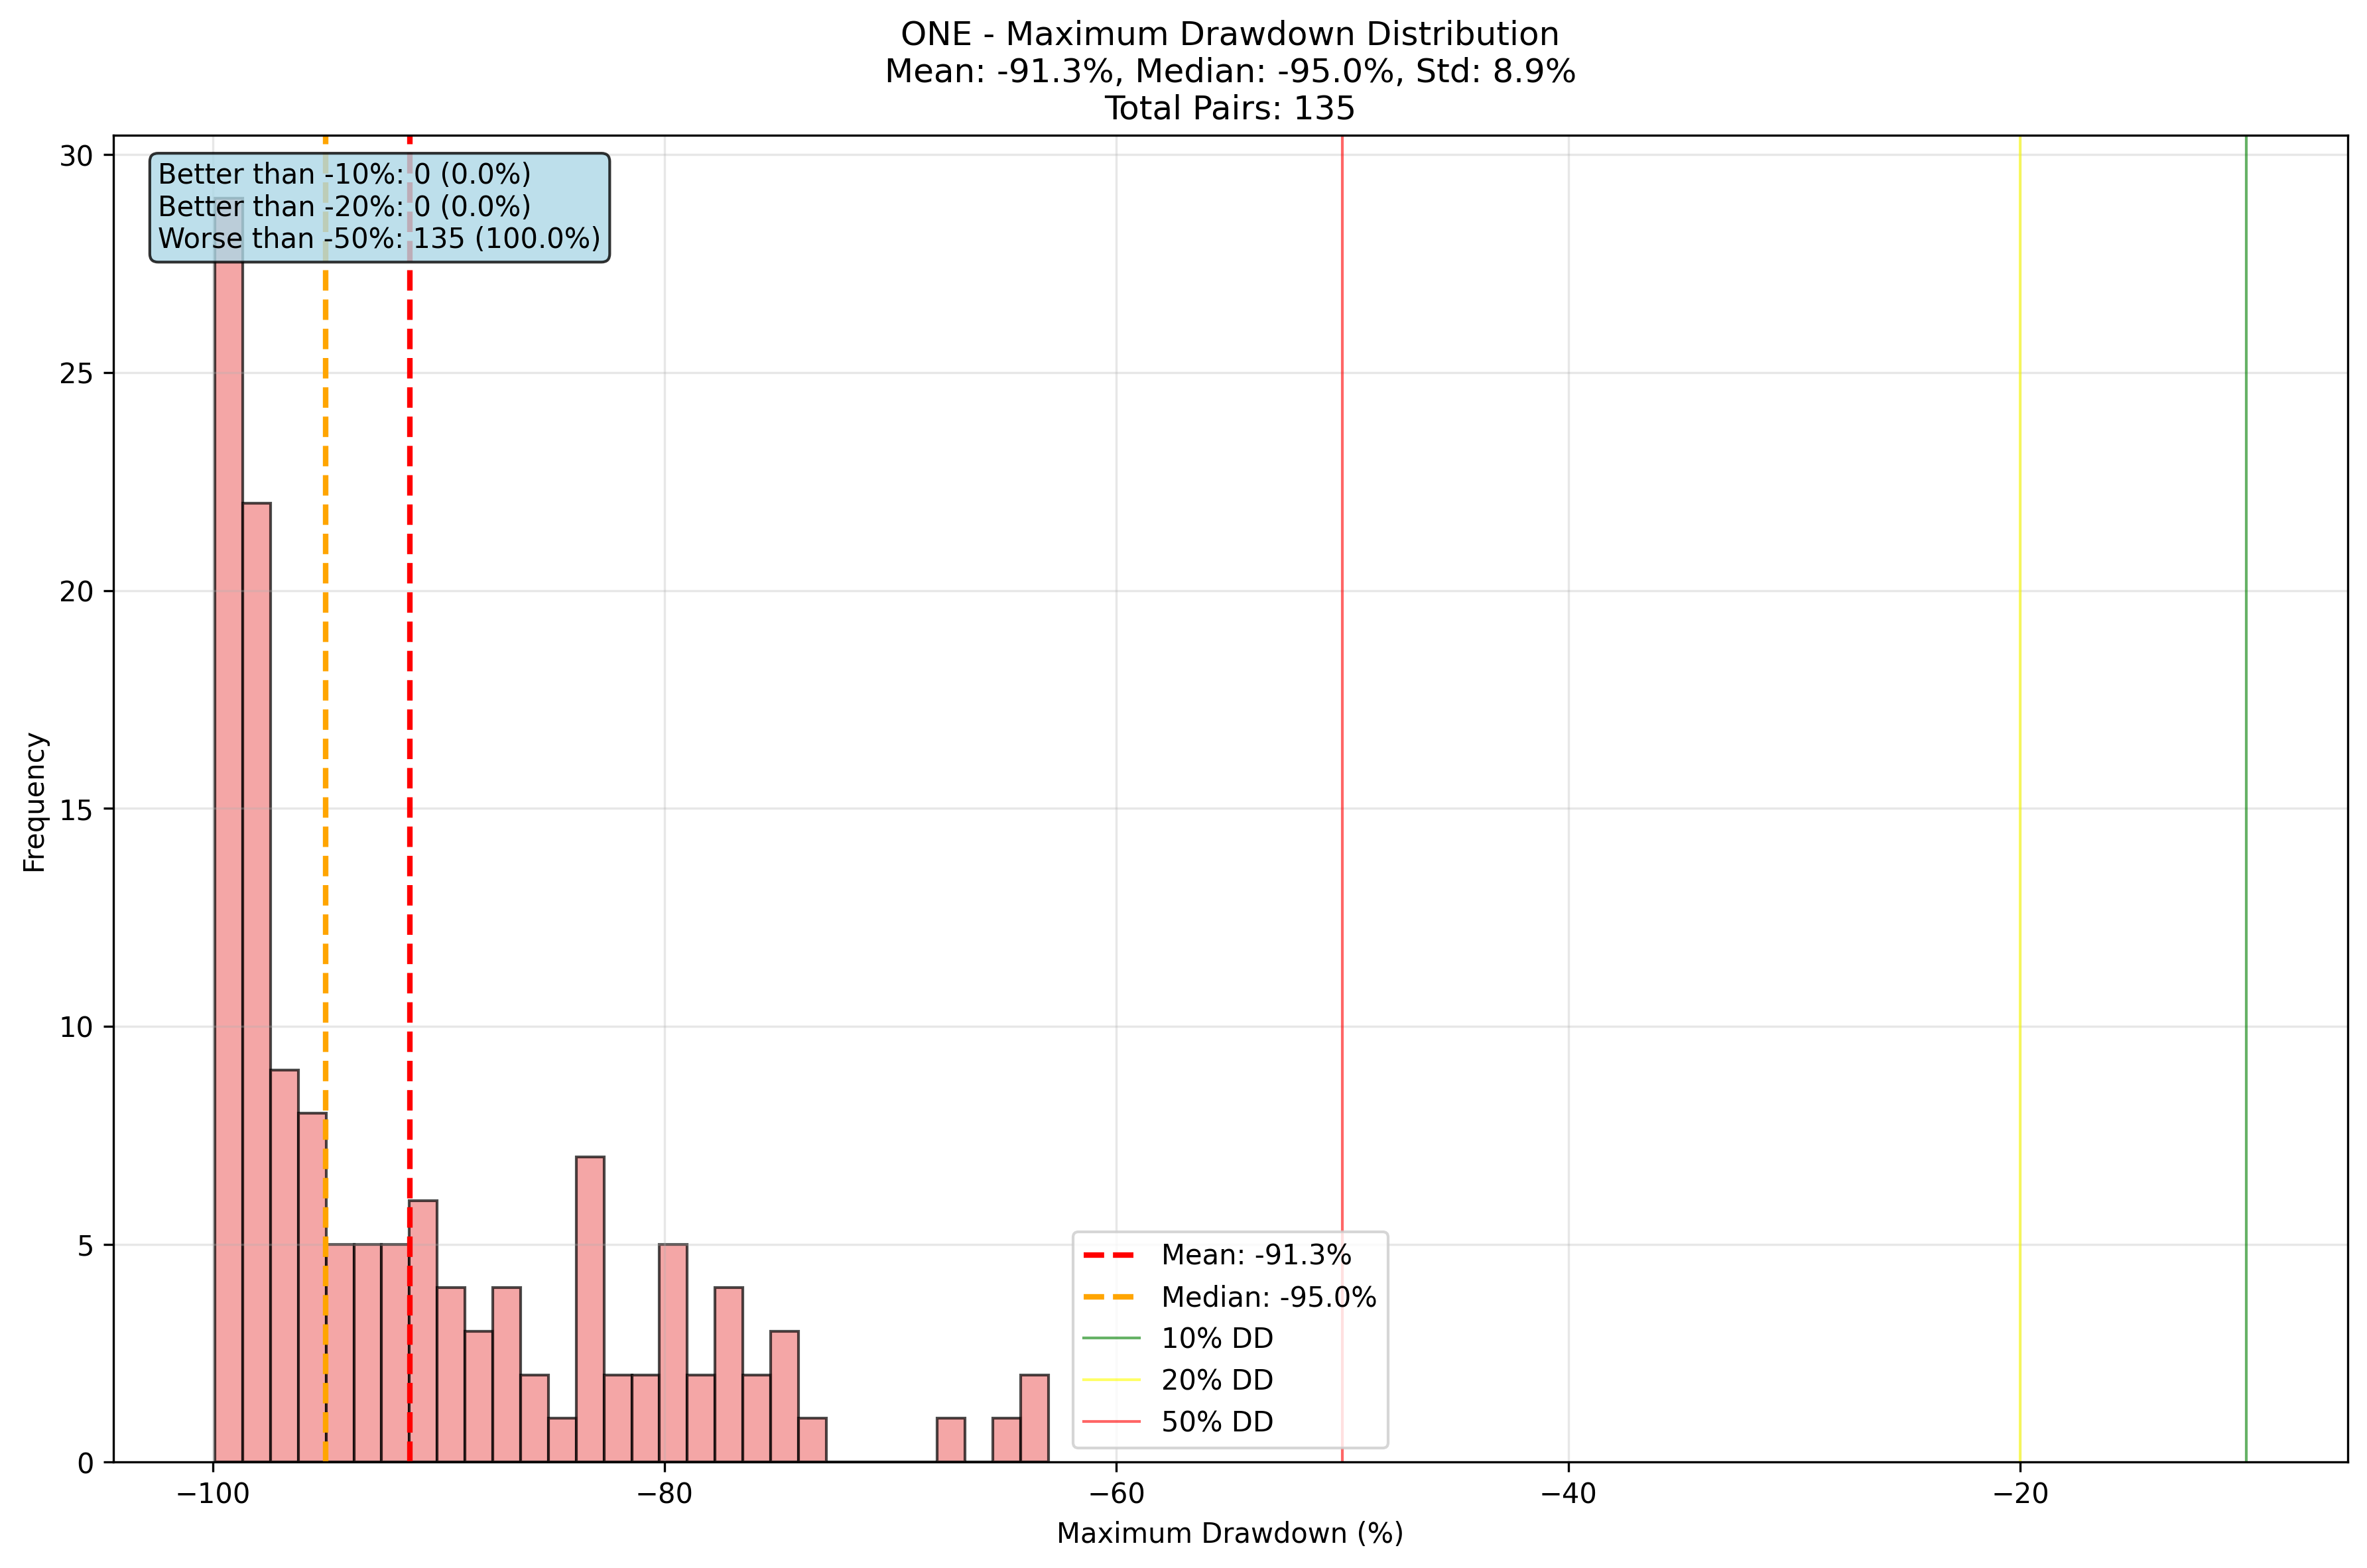 ONE - Maximum Drawdown Distribution
Mean: -91.3%, Median: -95.0%, Std: 8.9%
Total Pairs: 135
Better than -10%: 0 (0.0%)
Better than -20%: 0 (0.0%)
Worse than -50%: 135 (100.0%)
30
25
20
15
10
5
0
Frequency
Mean: -91.3%
Median: -95.0%
10% DD
20% DD
50% DD
−100
−80
−60
−40
−20
Maximum Drawdown (%)